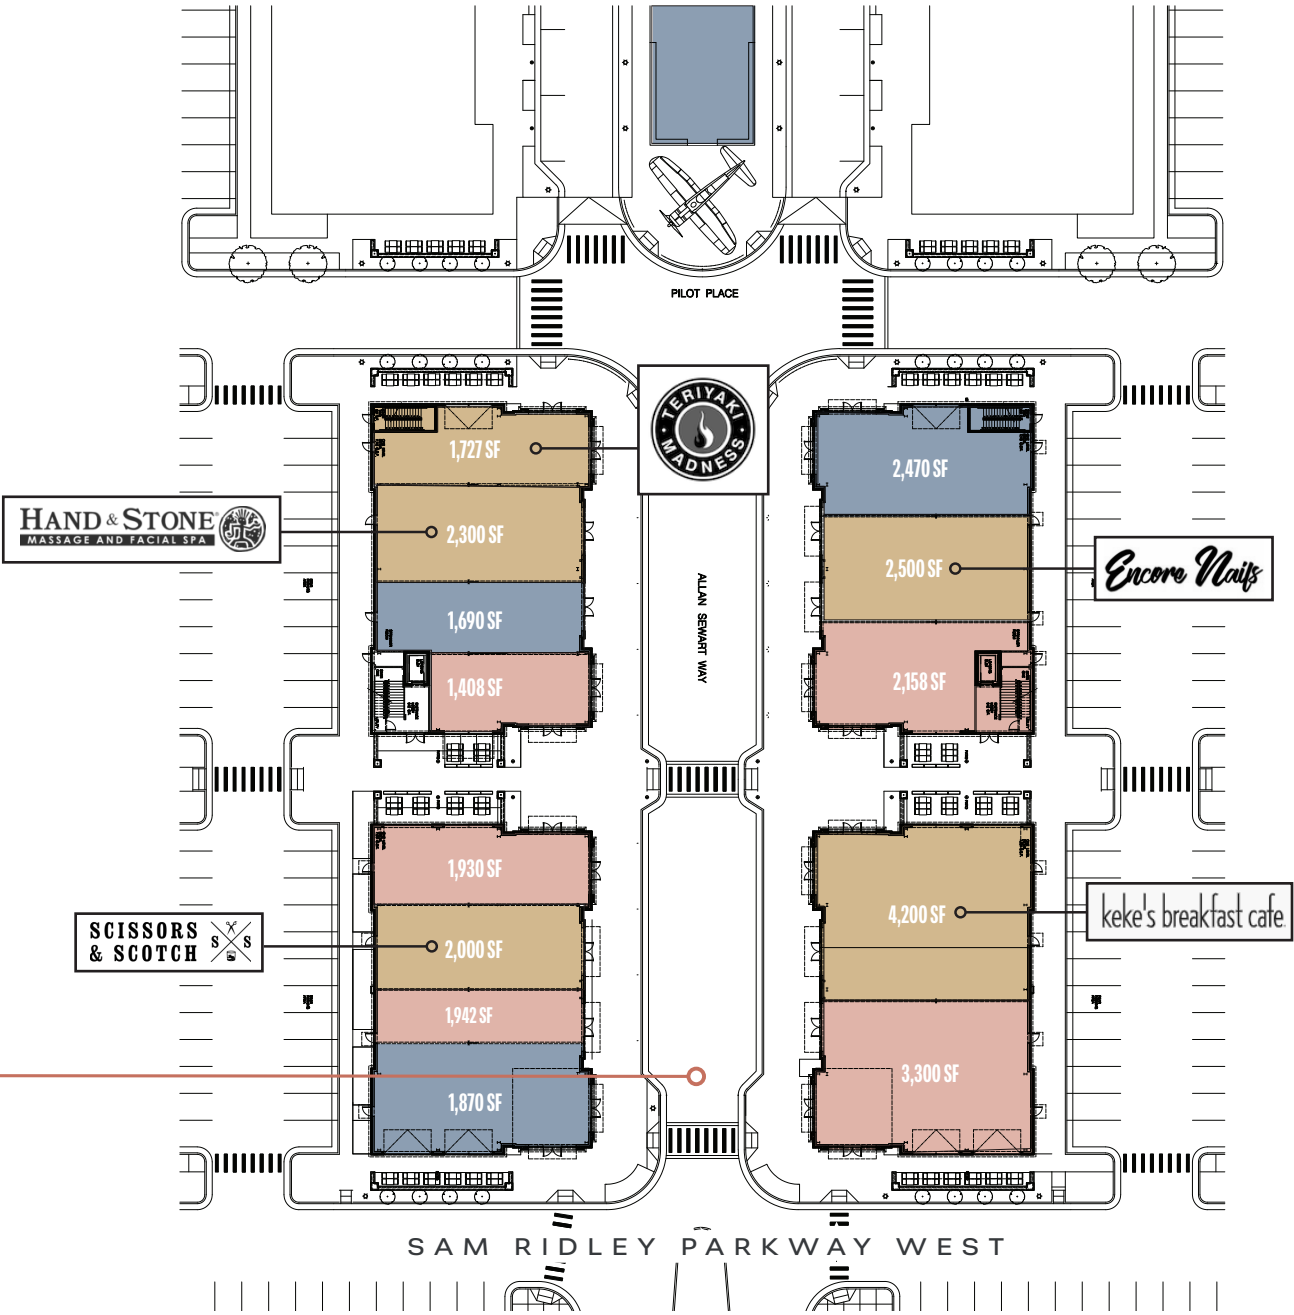 PILOT PLACE
TERIYAKI
MADNESS
1,727 SF
2,470 SF
HAND & STONE
MASSAGE AND FACIAL SPA
2,300 SF
2,500 SF
Encore Nails
ALLAN SEWART WAY
1,690 SF
1,408 SF
2,158 SF
1,930 SF
4,200 SF
keke's breakfast cafe
SCISSORS
& SCOTCH
S S
2,000 SF
1,942 SF
3,300 SF
1,870 SF
SAM RIDLEY PARKWAY WEST